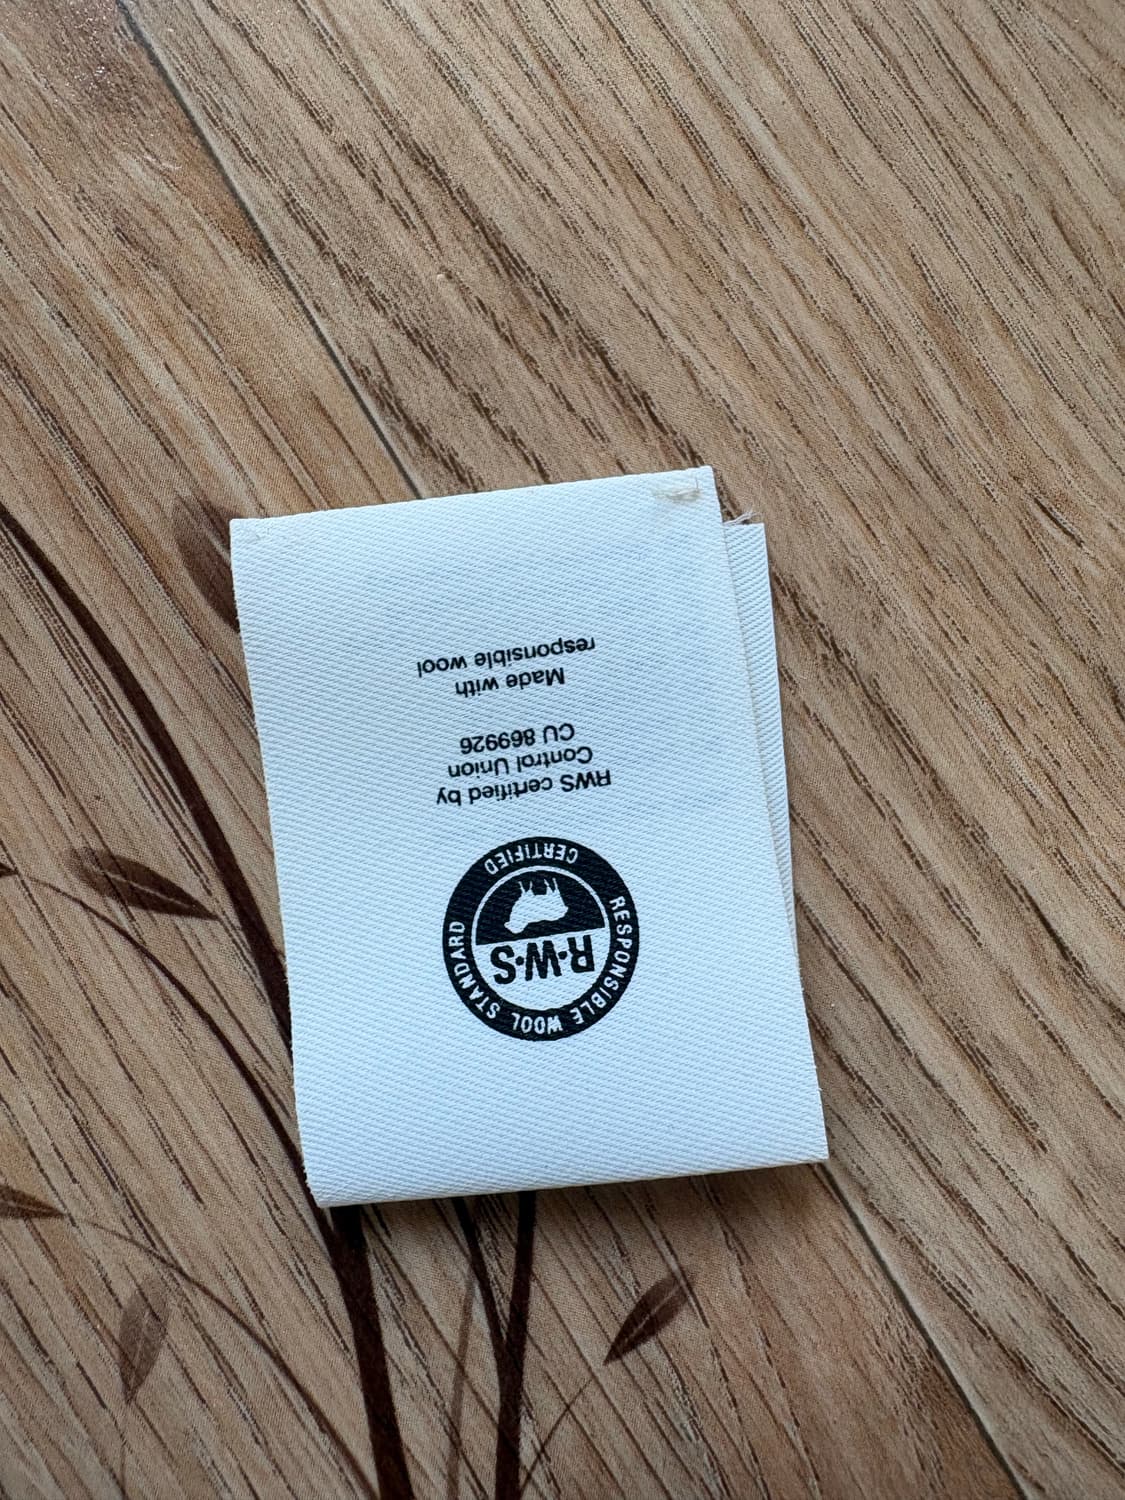 RESPONSIBLE WOOL STANDARD
R·W·S
CERTIFIED
RWS certified by
Control Union
CU 869926
Made with
responsible wool